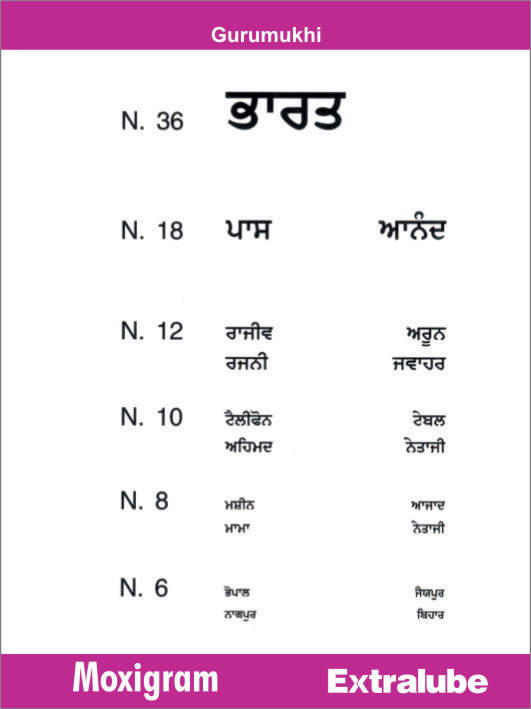 Gurumukhi
N. 36 ਭਾਰਤ
N. 18 ਪਾਸ ਆਨੰਦ
N. 12 ਰਾਜੀਵ ਅਰੂਨ
ਰਜਨੀ ਜਵਾਹਰ
N. 10 ਟੈਲੀਫੋਨ ਟੇਬਲ
ਅਹਿਮਦ ਨੇਤਾਜੀ
N. 8 ਮਸ਼ੀਨ ਆਜਾਦ
ਮਾਮਾ ਨੇਤਾਜੀ
N. 6 ਭੋਪਾਲ ਜੈਯਪੁਰ
ਨਾਗਪੁਰ ਬਿਹਾਰ
Moxigram Extralube